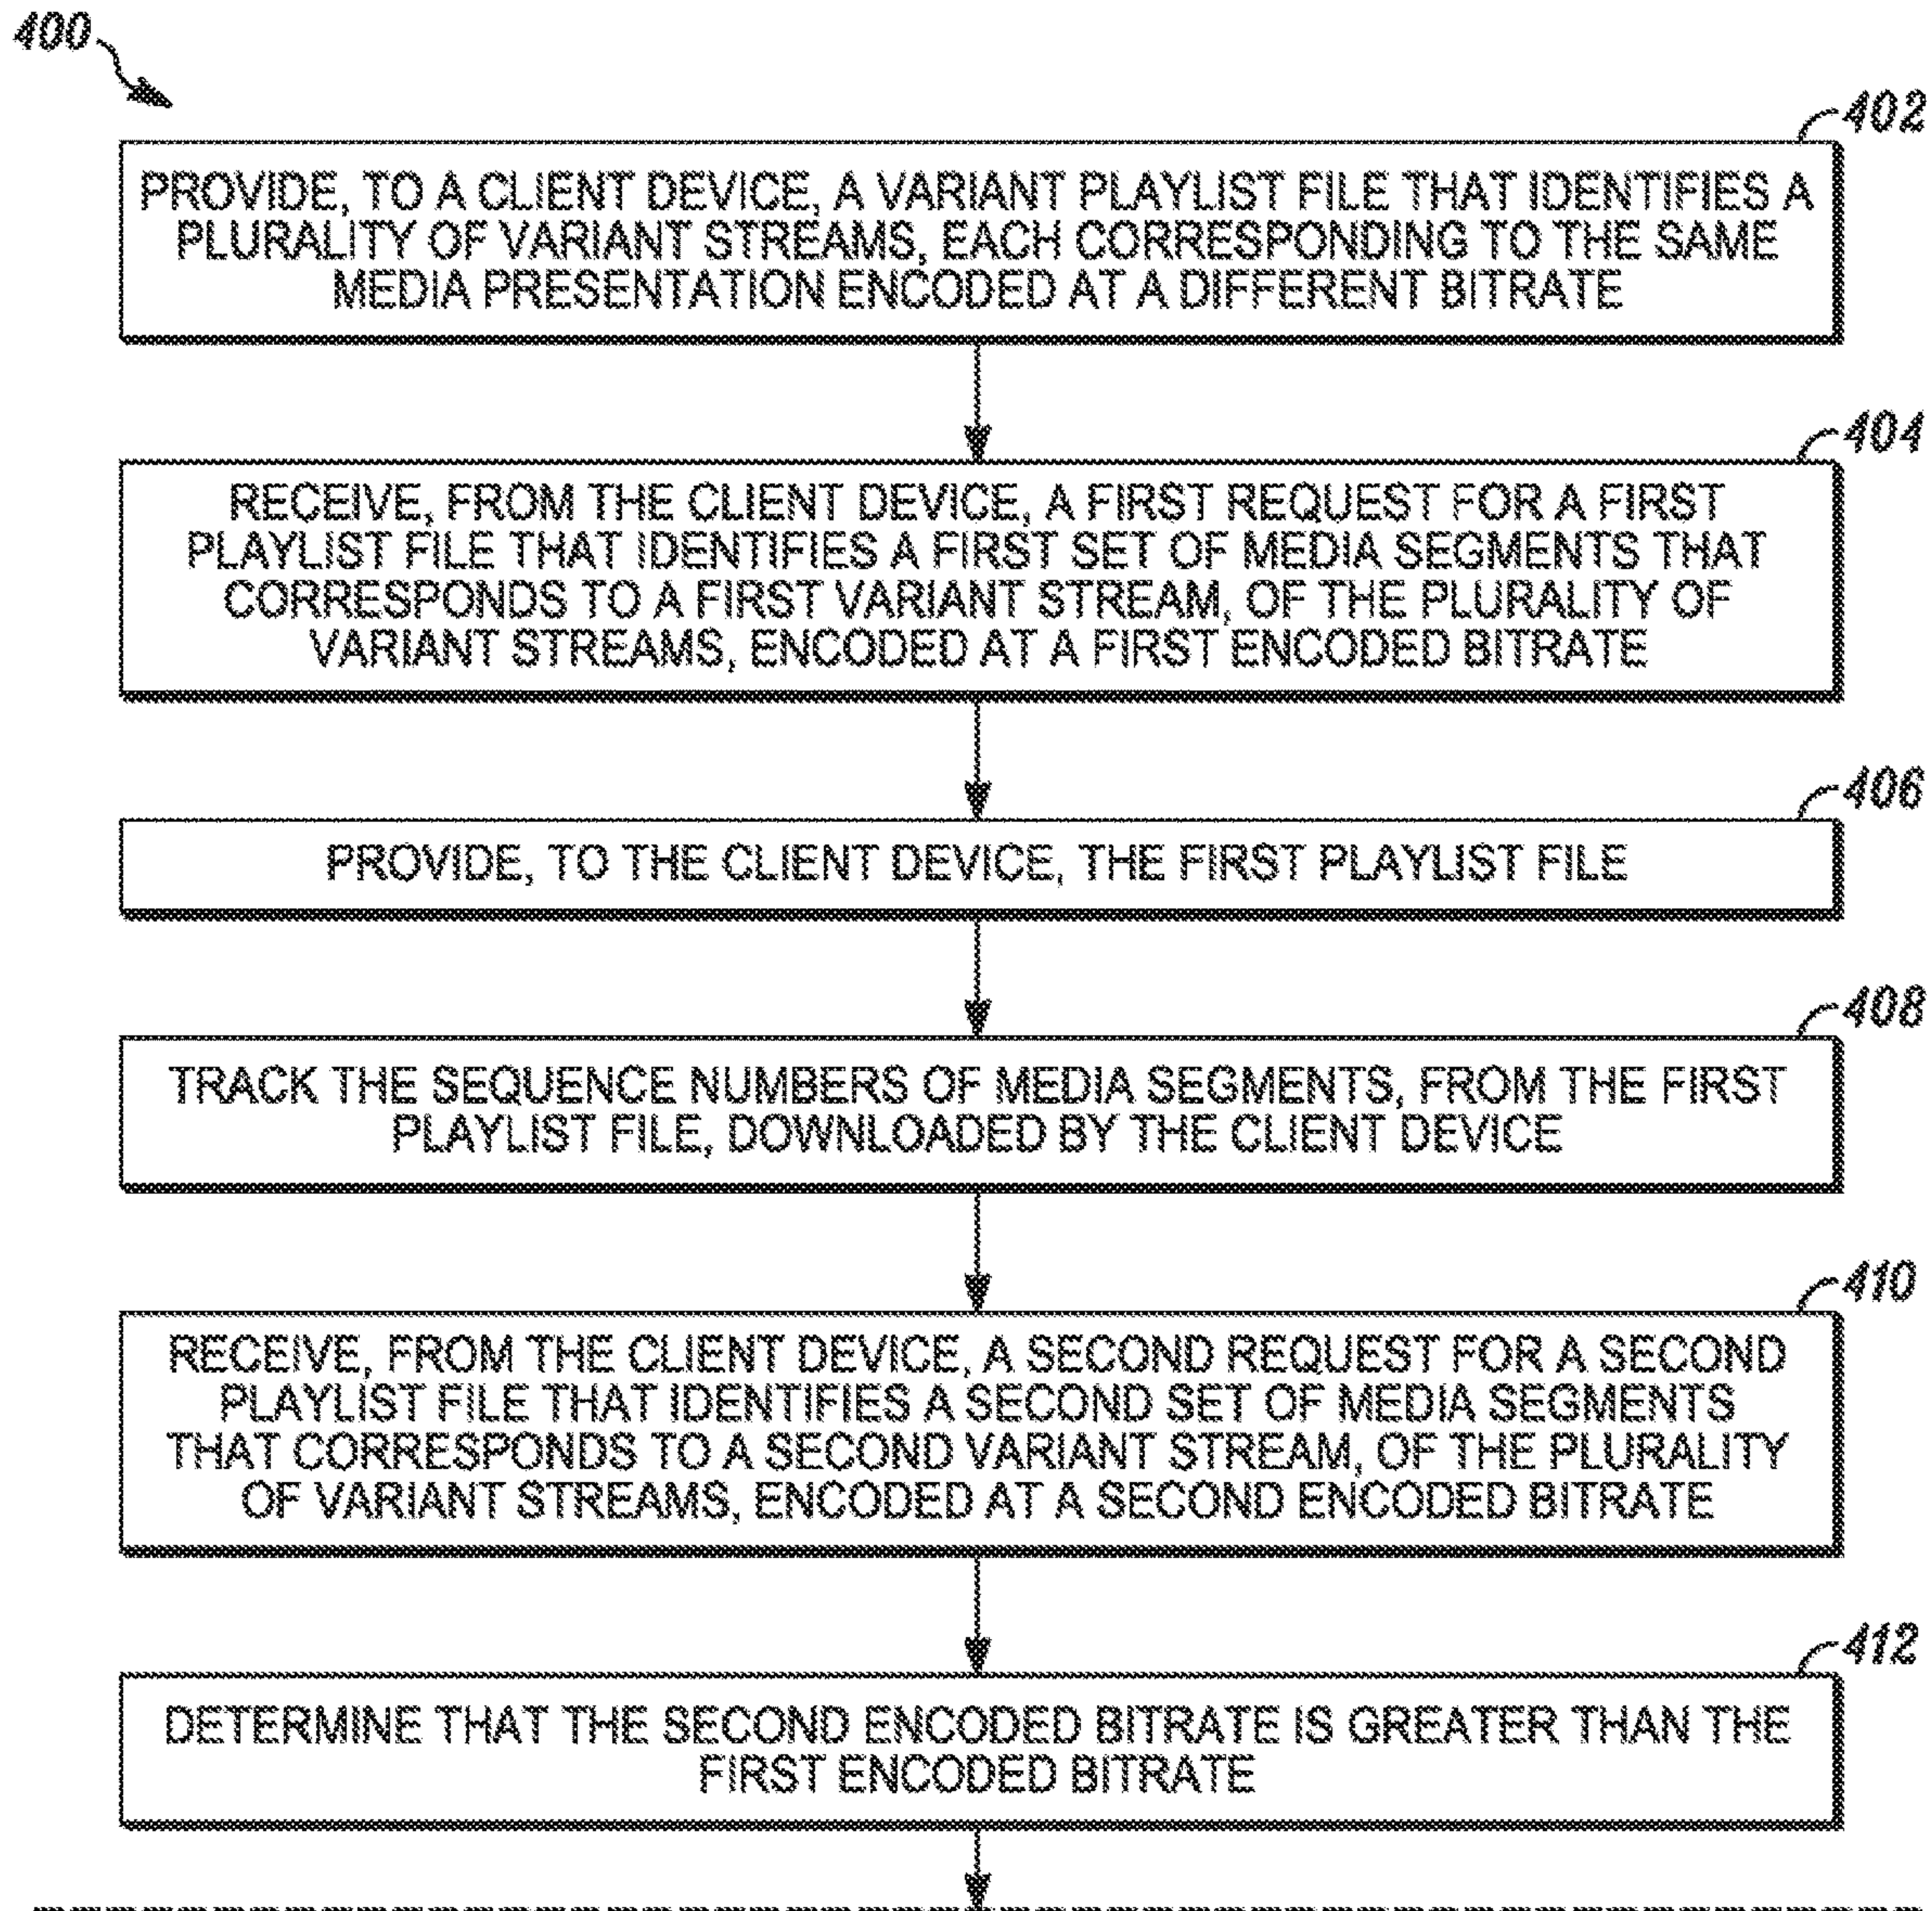 400
402
PROVIDE, TO A CLIENT DEVICE, A VARIANT PLAYLIST FILE THAT IDENTIFIES A
PLURALITY OF VARIANT STREAMS, EACH CORRESPONDING TO THE SAME
MEDIA PRESENTATION ENCODED AT A DIFFERENT BITRATE
404
RECEIVE, FROM THE CLIENT DEVICE, A FIRST REQUEST FOR A FIRST
PLAYLIST FILE THAT IDENTIFIES A FIRST SET OF MEDIA SEGMENTS THAT
CORRESPONDS TO A FIRST VARIANT STREAM, OF THE PLURALITY OF
VARIANT STREAMS, ENCODED AT A FIRST ENCODED BITRATE
406
PROVIDE, TO THE CLIENT DEVICE, THE FIRST PLAYLIST FILE
408
TRACK THE SEQUENCE NUMBERS OF MEDIA SEGMENTS, FROM THE FIRST
PLAYLIST FILE, DOWNLOADED BY THE CLIENT DEVICE
410
RECEIVE, FROM THE CLIENT DEVICE, A SECOND REQUEST FOR A SECOND
PLAYLIST FILE THAT IDENTIFIES A SECOND SET OF MEDIA SEGMENTS
THAT CORRESPONDS TO A SECOND VARIANT STREAM, OF THE PLURALITY
OF VARIANT STREAMS, ENCODED AT A SECOND ENCODED BITRATE
412
DETERMINE THAT THE SECOND ENCODED BITRATE IS GREATER THAN THE
FIRST ENCODED BITRATE